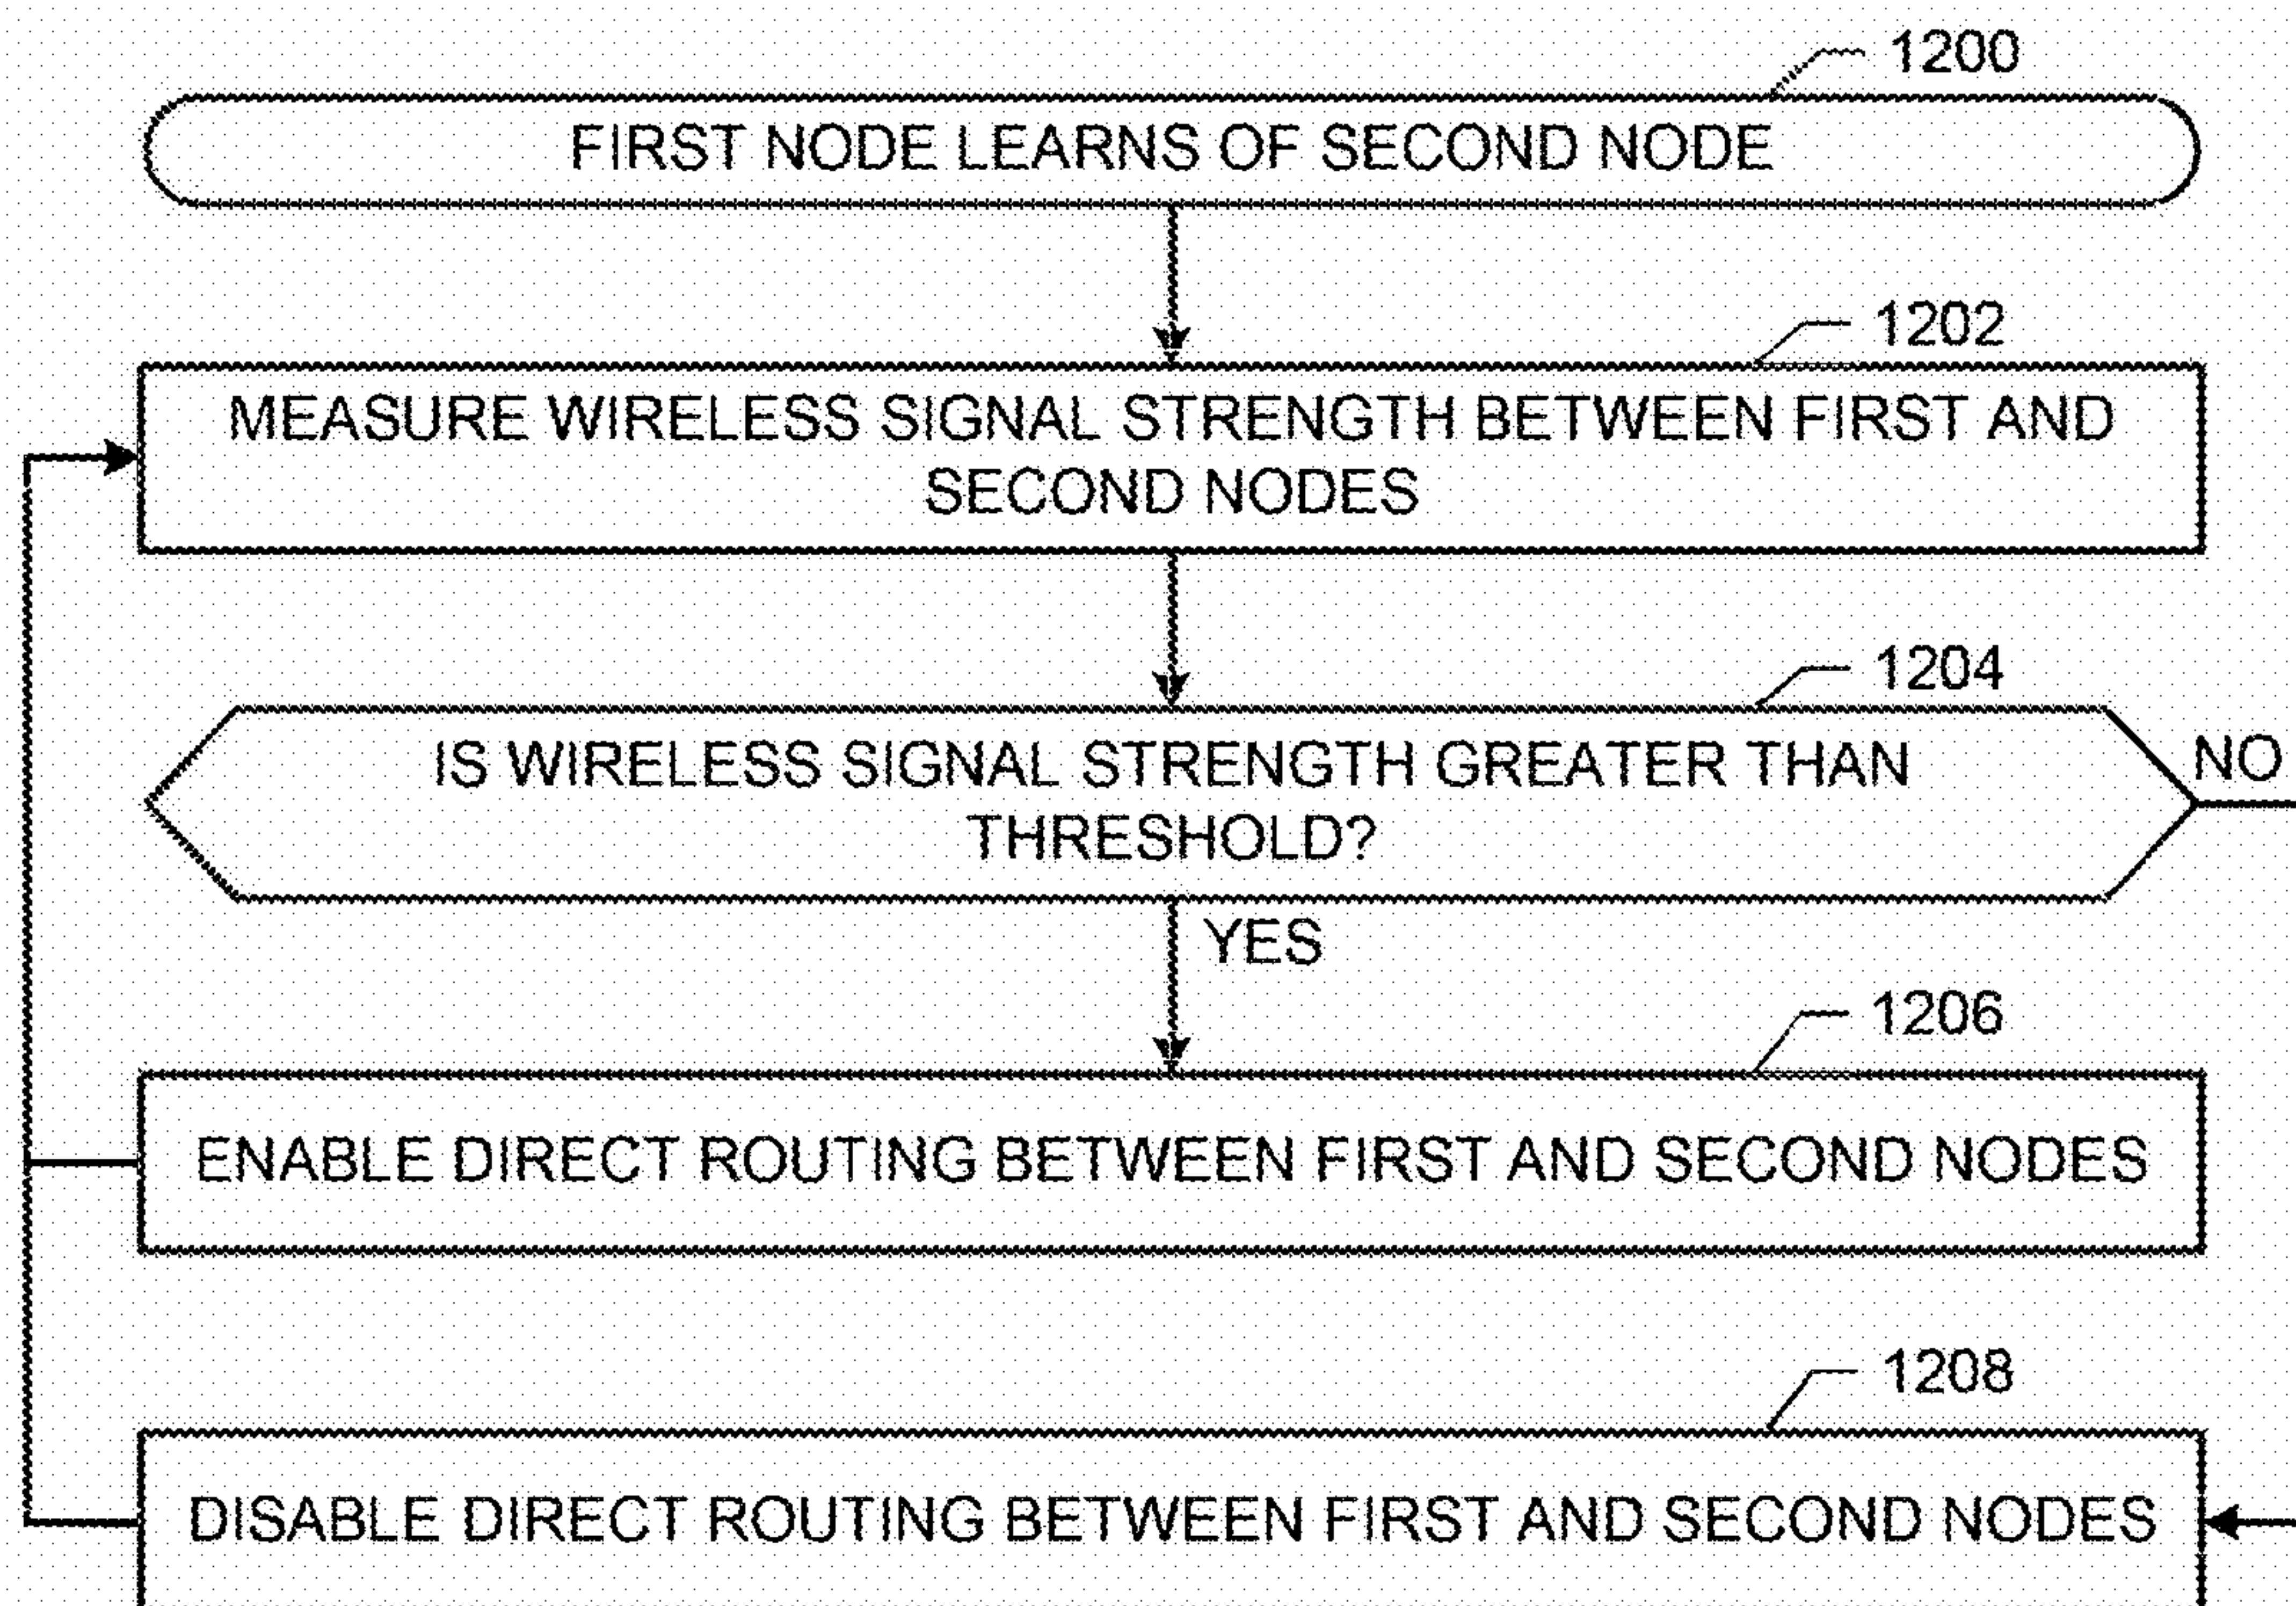 1200
FIRST NODE LEARNS OF SECOND NODE
1202
MEASURE WIRELESS SIGNAL STRENGTH BETWEEN FIRST AND
SECOND NODES
1204
IS WIRELESS SIGNAL STRENGTH GREATER THAN
THRESHOLD?
NO
YES
1206
ENABLE DIRECT ROUTING BETWEEN FIRST AND SECOND NODES
1208
DISABLE DIRECT ROUTING BETWEEN FIRST AND SECOND NODES